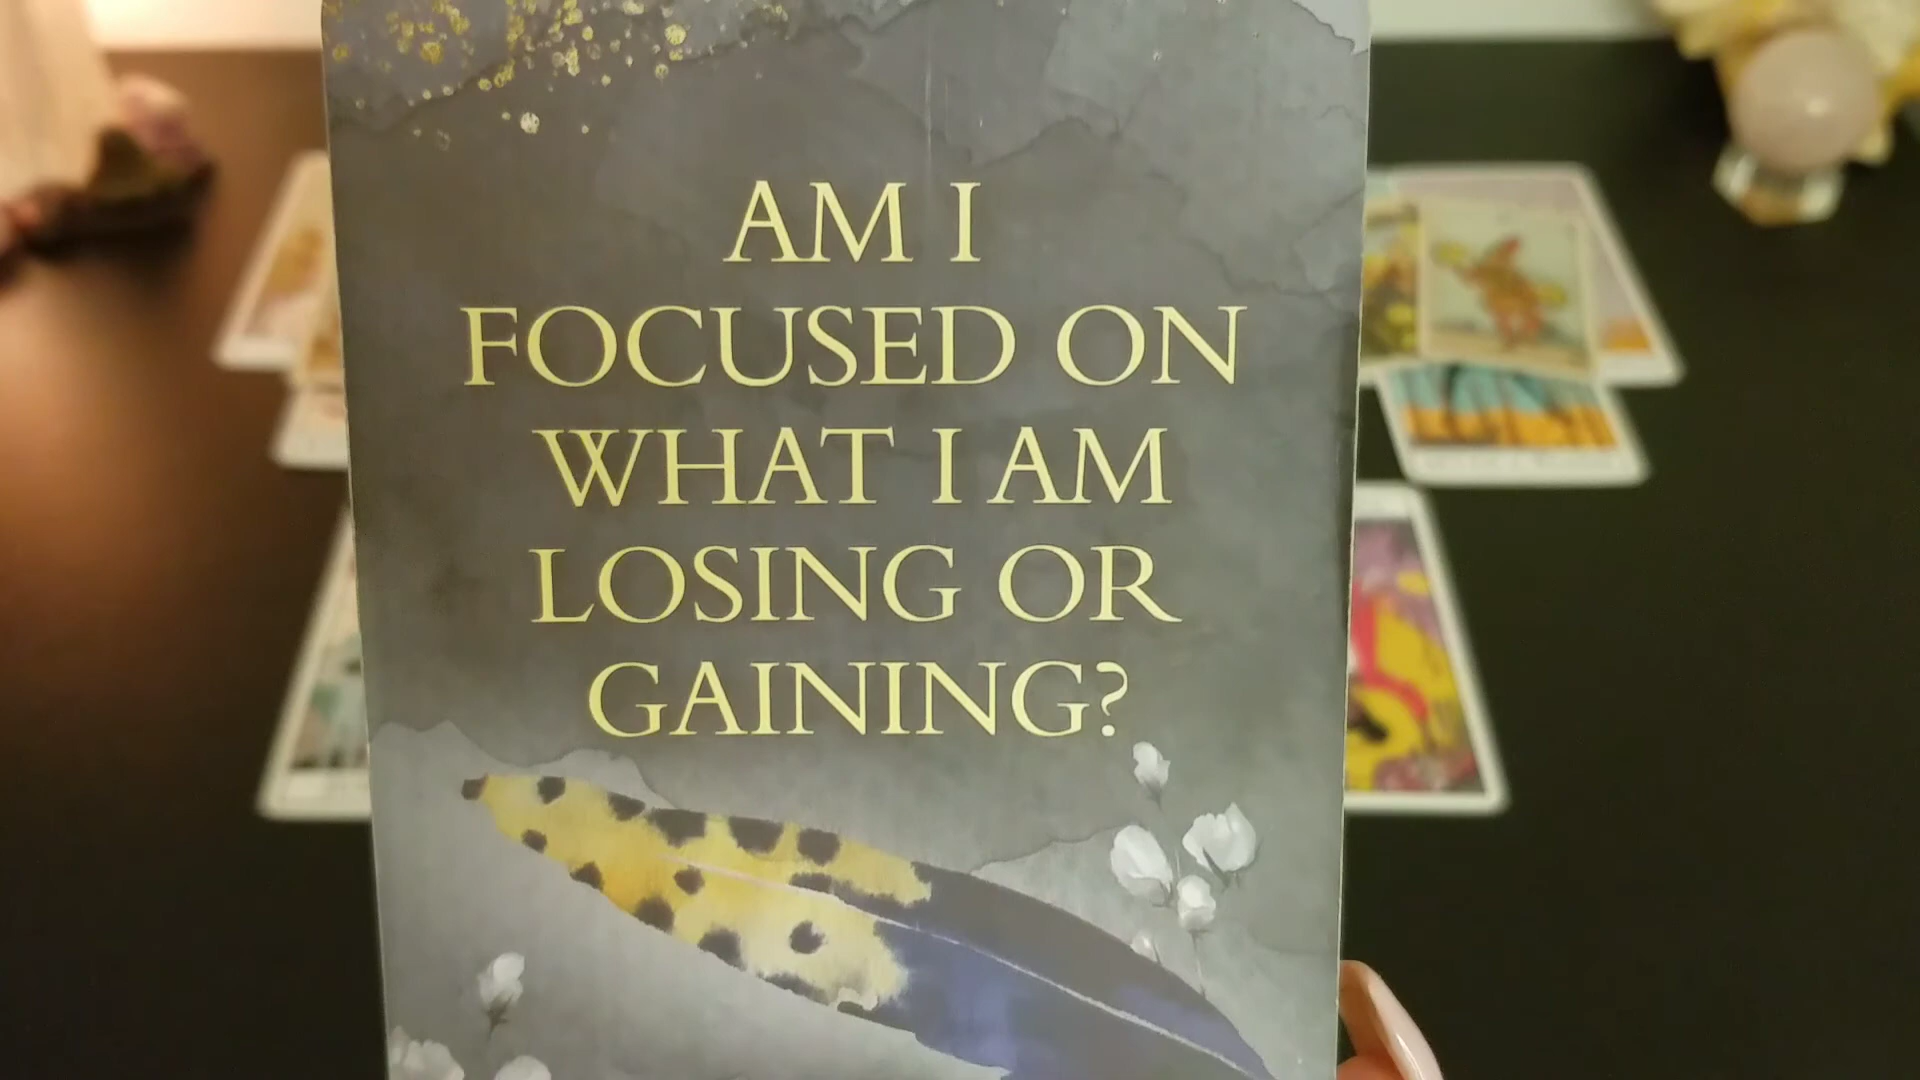 AM I
FOCUSED ON
WHAT I AM
LOSING OR
GAINING?